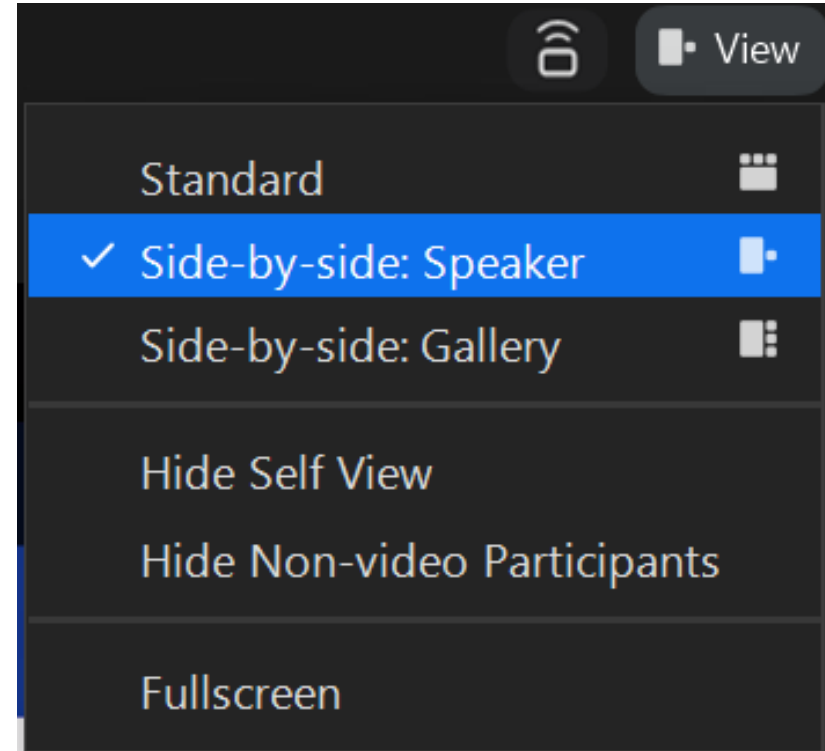 View
Standard
Side-by-side: Speaker
Side-by-side: Gallery
Hide Self View
Hide Non-video Participants
Fullscreen